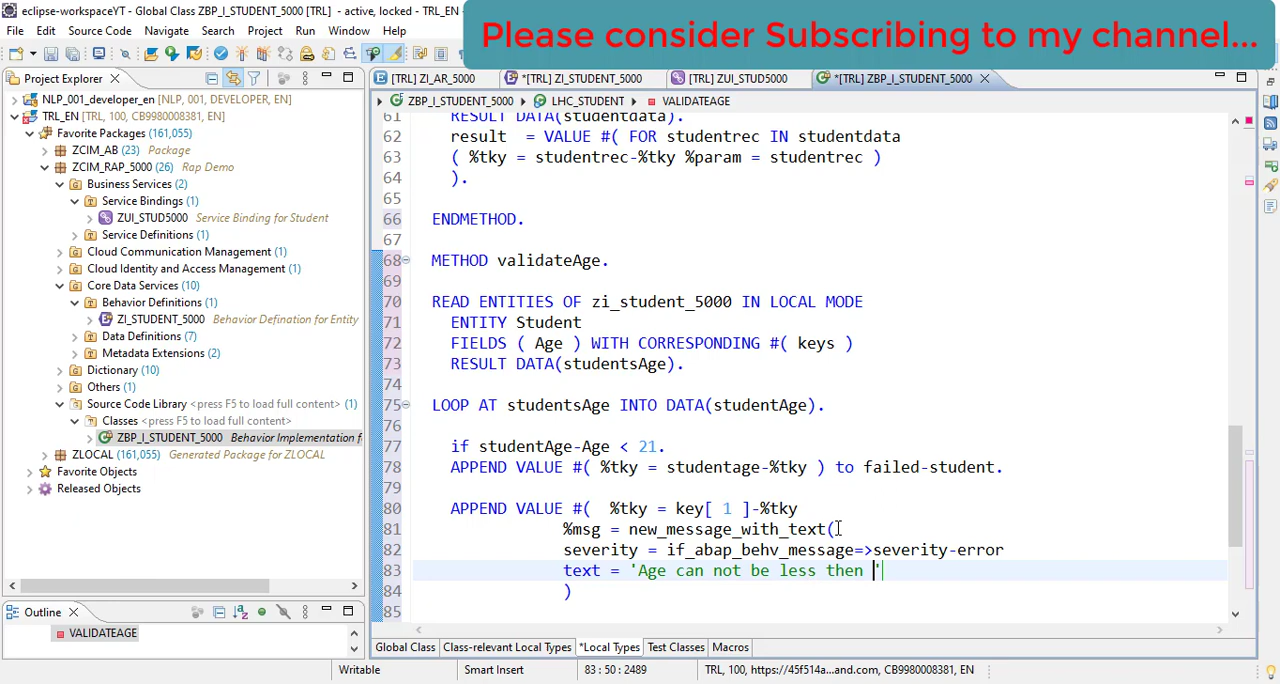 eclipse-workspaceYT - Global Class ZBP_I_STUDENT_5000 [TRL] - active, locked - TRL_EN
Please consider Subscribing to my channel...
File Edit Source Code Navigate Search Project Run Window Help
Project Explorer
[TRL] ZI_AR_5000 *[TRL] ZI_STUDENT_5000 [TRL] ZUI_STUD5000 *[TRL] ZBP_I_STUDENT_5000
NLP_001_developer_en [NLP, 001, DEVELOPER, EN]
TRL_EN [TRL, 100, CB9980008381, EN]
Favorite Packages (161,055)
ZCIM_AB (23) Package
ZCIM_RAP_5000 (26) Rap Demo
Business Services (2)
Service Bindings (1)
ZUI_STUD5000 Service Binding for Student
Service Definitions (1)
Cloud Communication Management (1)
Cloud Identity and Access Management (1)
Core Data Services (10)
Behavior Definitions (1)
ZI_STUDENT_5000 Behavior Defination for Entity
Data Definitions (7)
Metadata Extensions (2)
Dictionary (10)
Others (1)
Source Code Library <press F5 to load full content> (1)
Classes <press F5 to load full content> (1)
ZBP_I_STUDENT_5000 Behavior Implementation f
ZLOCAL (161,055) Generated Package for ZLOCAL
Favorite Objects
Released Objects
Outline
VALIDATEAGE
ZBP_I_STUDENT_5000 LHC_STUDENT VALIDATEAGE
61 RESULT DATA(studentdata).
62 result = VALUE #( FOR studentrec IN studentdata
63 ( %tky = studentrec-%tky %param = studentrec )
64 ).
65
66 ENDMETHOD.
67
68 METHOD validateAge.
69
70 READ ENTITIES OF zi_student_5000 IN LOCAL MODE
71 ENTITY Student
72 FIELDS ( Age ) WITH CORRESPONDING #( keys )
73 RESULT DATA(studentsAge).
74
75 LOOP AT studentsAge INTO DATA(studentAge).
76
77 if studentAge-Age < 21.
78 APPEND VALUE #( %tky = studentage-%tky ) to failed-student.
79
80 APPEND VALUE #( %tky = key[ 1 ]-%tky
81 %msg = new_message_with_text(
82 severity = if_abap_behv_message=>severity-error
83 text = 'Age can not be less then '
84 )
85
Global Class Class-relevant Local Types *Local Types Test Classes Macros
Writable Smart Insert 83 : 50 : 2489 TRL, 100, https://45f514a...and.com, CB9980008381, EN